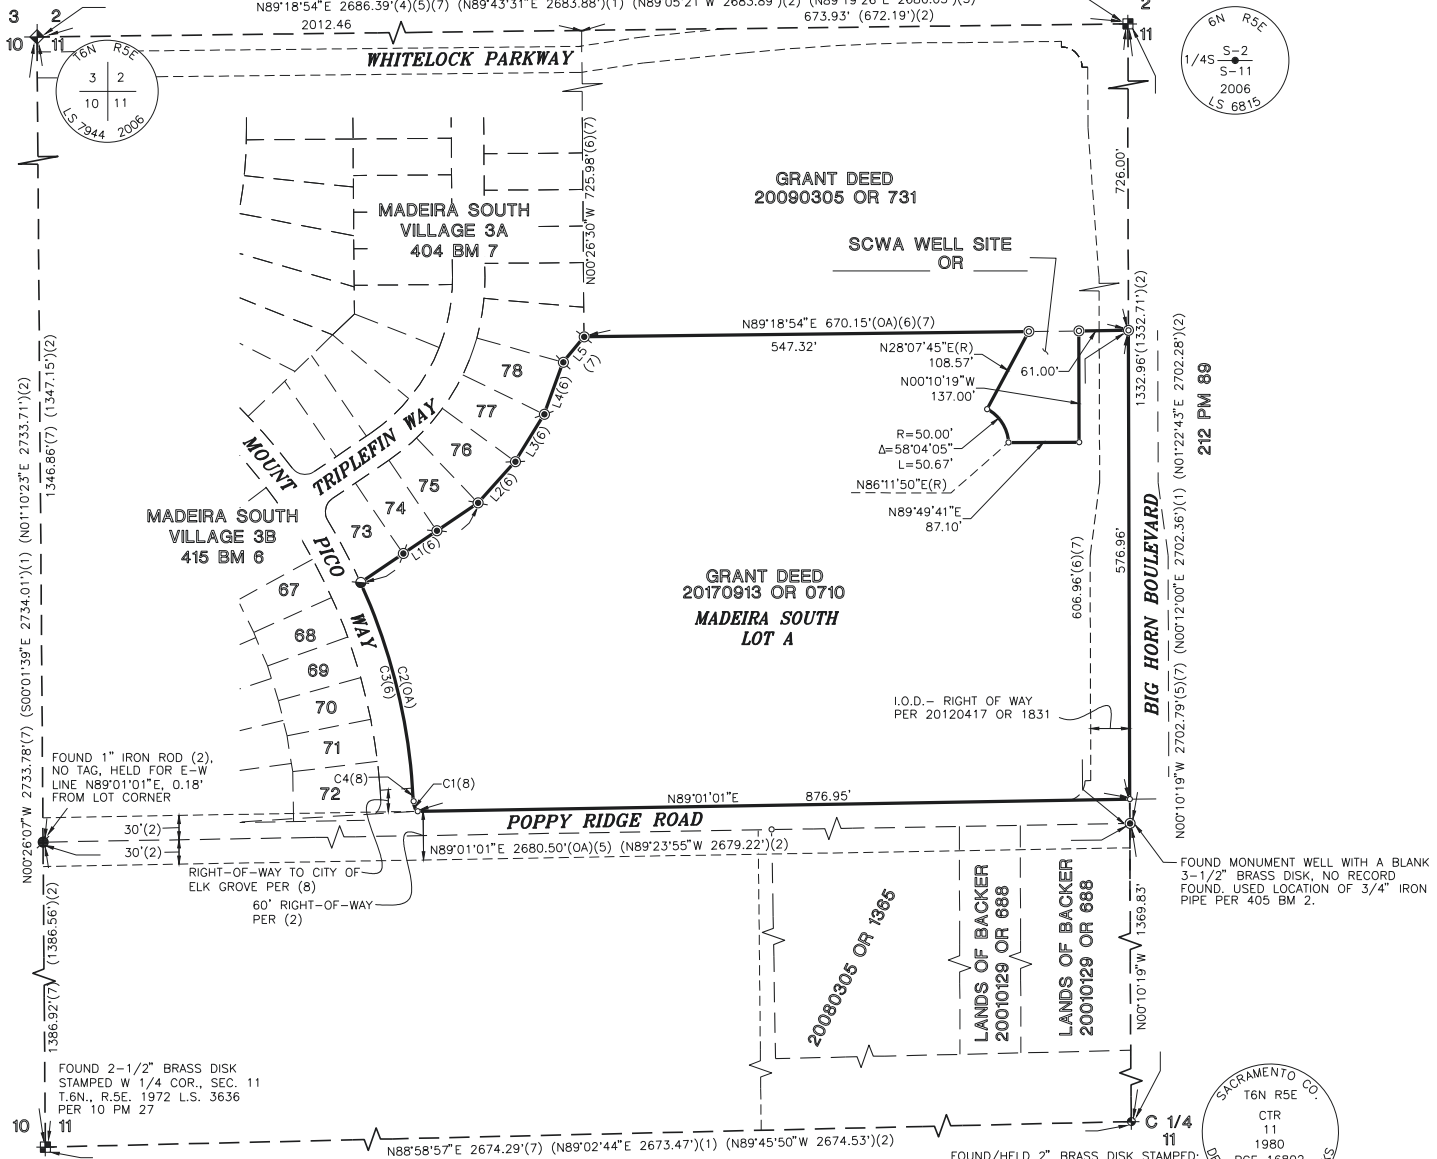 N89°18'54"E 2686.39'(4)(5)(7) (N89°43'31"E 2683.88')(1) (N89°05'21"W 2683.89')(2)
2012.46
673.93' (672.19')(2)
3 2
10 11
2
11
T6N R5E
3 2
10 11
LS 7944 2006
6N R5E
1/4S S-2
S-11
2006
LS 6815
WHITELOCK PARKWAY
N00°26'30"W 725.98'(6)(7)
726.00'
GRANT DEED
20090305 OR 731
MADEIRA SOUTH
VILLAGE 3A
404 BM 7
SCWA WELL SITE
OR
N89°18'54"E 670.15'(OA)(6)(7)
547.32'
N28°07'45"E(R)
108.57'
61.00'
N00°10'19"W
137.00'
R=50.00'
Δ=58°04'05"
L=50.67'
N86°11'50"E(R)
N89°49'41"E
87.10'
1332.96'(1332.71')(2)
N00°10'19"W 2702.79'(5)(7) (N00°12'00"E 2702.36')(1) (N01°22'43"E 2702.28')(2)
212 PM 89
L5
(7)
L4(6)
L3(6)
L2(6)
L1(6)
78
77
76
75
74
73
TRIPLEFIN WAY
MOUNT
PICO
WAY
MADEIRA SOUTH
VILLAGE 3B
415 BM 6
67
68
69
70
71
72
C2(OA)
C3(6)
C4(8)
C1(8)
GRANT DEED
20170913 OR 0710
MADEIRA SOUTH
LOT A
606.96'(6)(7)
576.96'
BIG HORN BOULEVARD
I.O.D.- RIGHT OF WAY
PER 20120417 OR 1831
N00°26'07"W 2733.78'(7) (S00°01'39"E 2734.01')(1) (N01°10'23"E 2733.71')(2)
1346.86'(7) (1347.15')(2)
FOUND 1" IRON ROD (2),
NO TAG, HELD FOR E-W
LINE N89°01'01"E, 0.18'
FROM LOT CORNER
30'(2)
30'(2)
N89°01'01"E 876.95'
POPPY RIDGE ROAD
N89°01'01"E 2680.50'(OA)(5) (N89°23'55"W 2679.22')(2)
RIGHT-OF-WAY TO CITY OF
ELK GROVE PER (8)
60' RIGHT-OF-WAY
PER (2)
FOUND MONUMENT WELL WITH A BLANK
3-1/2" BRASS DISK, NO RECORD
FOUND. USED LOCATION OF 3/4" IRON
PIPE PER 405 BM 2.
20080305 OR 1365
LANDS OF BACKER
20010129 OR 688
LANDS OF BACKER
20010129 OR 688
N00°10'19"W 1369.83'
1386.92'(7) (1386.56')(2)
FOUND 2-1/2" BRASS DISK
STAMPED W 1/4 COR., SEC. 11
T.6N., R.5E. 1972 L.S. 3636
PER 10 PM 27
10 11
N88°58'57"E 2674.29'(7) (N89°02'44"E 2673.47')(1) (N89°45'50"W 2674.53')(2)
C 1/4
11
SACRAMENTO CO.
T6N R5E
CTR
11
1980
FOUND/HELD 2" BRASS DISK STAMPED: